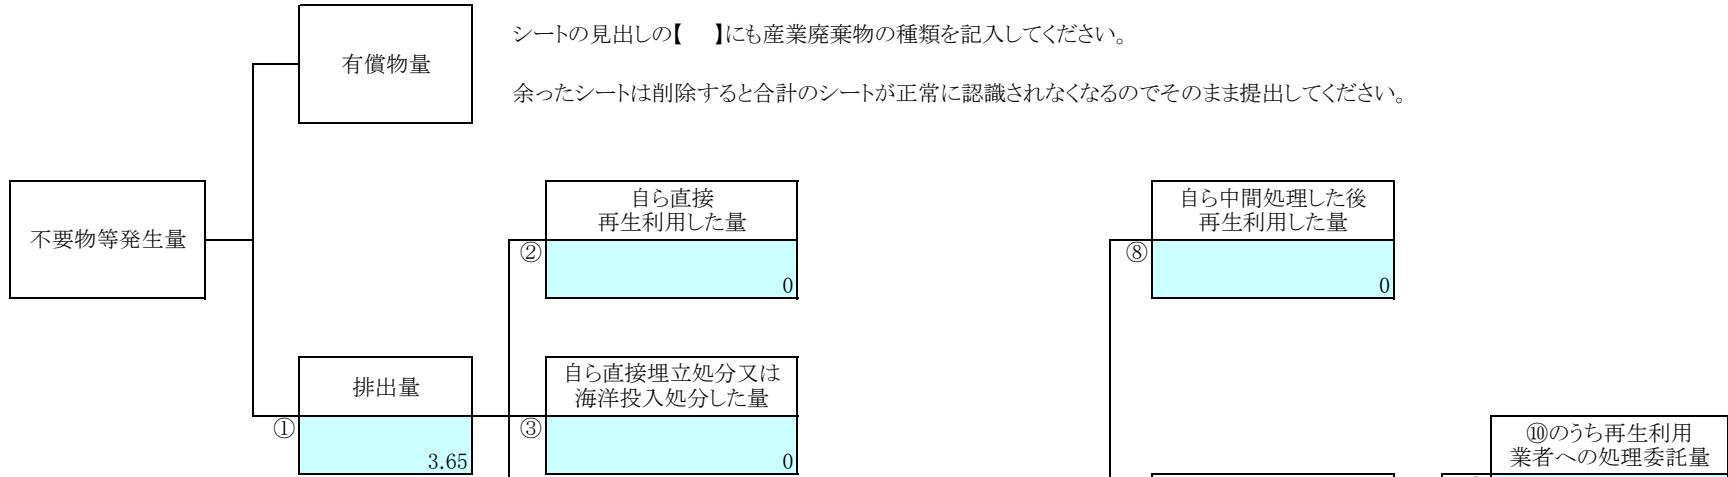 シートの見出しの【　】にも産業廃棄物の種類を記入してください。
有償物量
余ったシートは削除すると合計のシートが正常に認識されなくなるのでそのまま提出してください。
不要物等発生量
自ら直接
再生利用した量
②
0
自ら中間処理した後
再生利用した量
⑧
0
排出量
①
3.65
自ら直接埋立処分又は
海洋投入処分した量
③
0
⑩のうち再生利用
業者への処理委託量